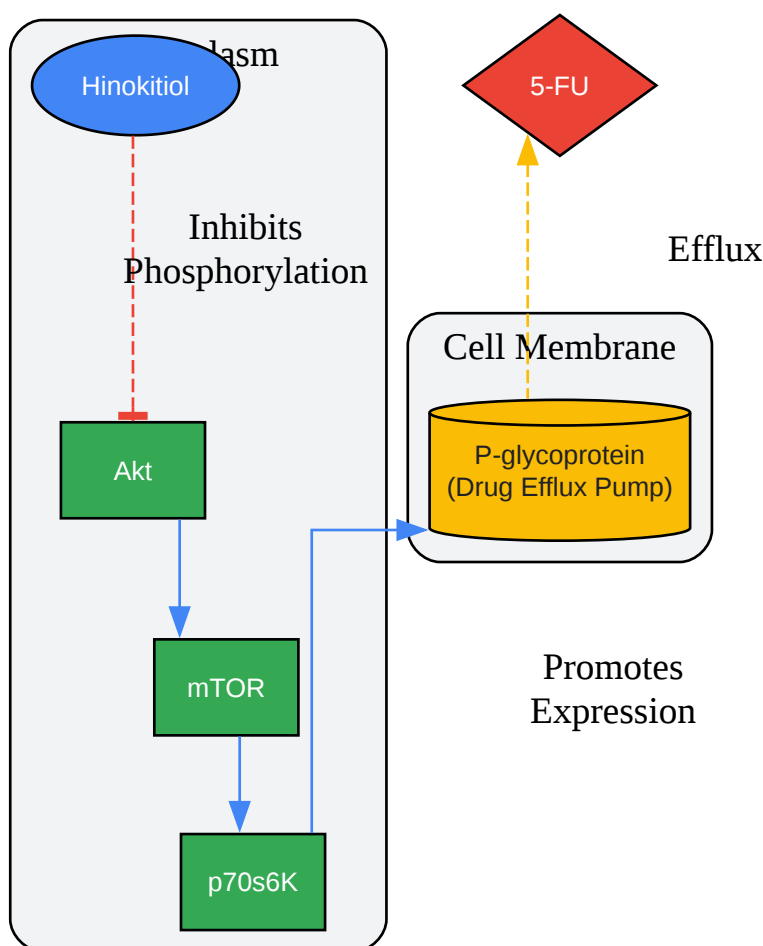 lasm
Hinokitiol
5-FU
Inhibits
Phosphorylation
Efflux
Cell Membrane
P-glycoprotein
(Drug Efflux Pump)
Akt
mTOR
Promotes
Expression
p70s6K